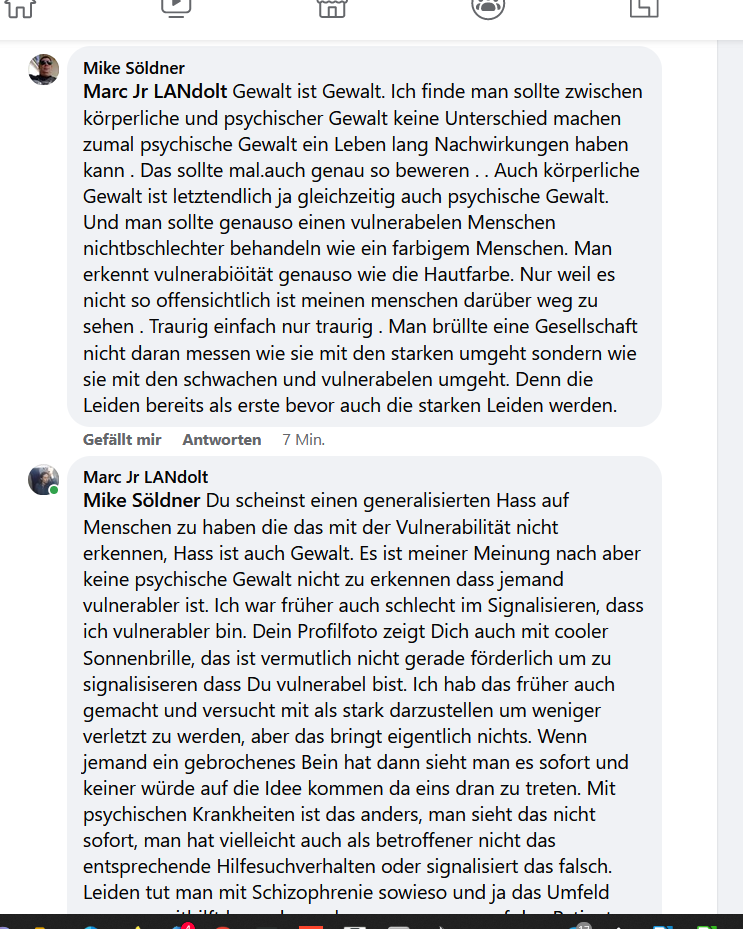 Mike Söldner
Marc Jr LANdolt Gewalt ist Gewalt. Ich finde man sollte zwischen
körperliche und psychischer Gewalt keine Unterschied machen
zumal psychische Gewalt ein Leben lang Nachwirkungen haben
kann . Das sollte mal.auch genau so beweren . . Auch körperliche
Gewalt ist letztendlich ja gleichzeitig auch psychische Gewalt.
Und man sollte genauso einen vulnerabelen Menschen
nichtbschlechter behandeln wie ein farbigem Menschen. Man
erkennt vulnerabiöität genauso wie die Hautfarbe. Nur weil es
nicht so offensichtlich ist meinen menschen darüber weg zu
sehen . Traurig einfach nur traurig . Man brüllte eine Gesellschaft
nicht daran messen wie sie mit den starken umgeht sondern wie
sie mit den schwachen und vulnerabelen umgeht. Denn die
Leiden bereits als erste bevor auch die starken Leiden werden.
Gefällt mir Antworten 7 Min.
Marc Jr LANdolt
Mike Söldner Du scheinst einen generalisierten Hass auf
Menschen zu haben die das mit der Vulnerabilität nicht
erkennen, Hass ist auch Gewalt. Es ist meiner Meinung nach aber
keine psychische Gewalt nicht zu erkennen dass jemand
vulnerabler ist. Ich war früher auch schlecht im Signalisieren, dass
ich vulnerabler bin. Dein Profilfoto zeigt Dich auch mit cooler
Sonnenbrille, das ist vermutlich nicht gerade förderlich um zu
signalisiseren dass Du vulnerabel bist. Ich hab das früher auch
gemacht und versucht mit als stark darzustellen um weniger
verletzt zu werden, aber das bringt eigentlich nichts. Wenn
jemand ein gebrochenes Bein hat dann sieht man es sofort und
keiner würde auf die Idee kommen da eins dran zu treten. Mit
psychischen Krankheiten ist das anders, man sieht das nicht
sofort, man hat vielleicht auch als betroffener nicht das
entsprechende Hilfesuchverhalten oder signalisiert das falsch.
Leiden tut man mit Schizophrenie sowieso und ja das Umfeld